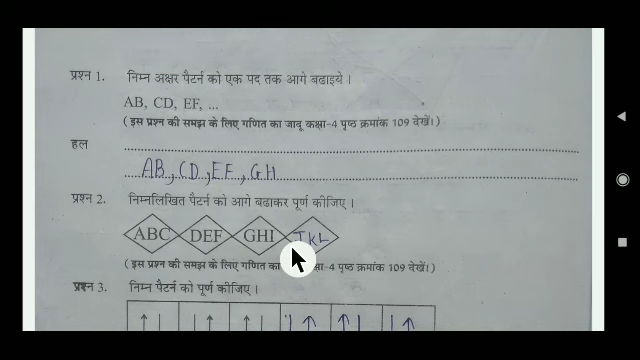 प्रश्न 1. निम्न अक्षर पैटर्न को एक पद तक आगे बढाइये ।
AB, CD, EF, ...
( इस प्रश्न की समझ के लिए गणित का जादू कक्षा-4 पृष्ठ क्रमांक 109 देखें। )
हल
AB, CD, EF, GH
प्रश्न 2. निम्नलिखित पैटर्न को आगे बढाकर पूर्ण कीजिए ।
ABC DEF GHI JKL
( इस प्रश्न की समझ के लिए गणित का सा-4 पृष्ठ क्रमांक 109 देखें। )
प्रश्न 3. निम्न पैटर्न को पूर्ण कीजिए ।